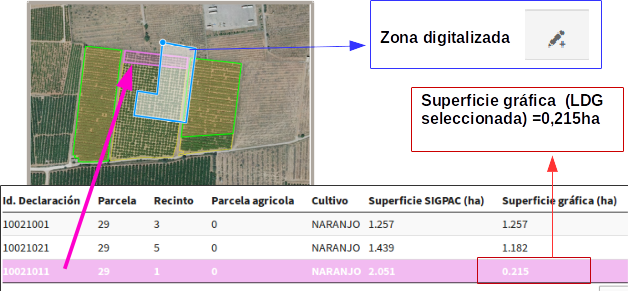 Zona digitalizada
Superficie gráfica (LDG
seleccionada) =0,215ha
Id. Declaración Parcela Recinto Parcela agricola Cultivo Superficie SIGPAC (ha) Superficie gráfica (ha)
10021001 29 3 0 NARANJO 1.257 1.257
10021021 29 5 0 NARANJO 1.439 1.182
10021011 29 1 0 NARANJO 2.051 0.215